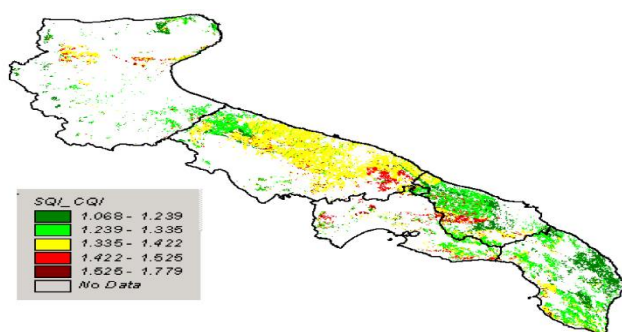 SQI_CQI
1.068 - 1.239
1.239 - 1.335
1.335 - 1.422
1.422 - 1.525
1.525 - 1.779
No Data